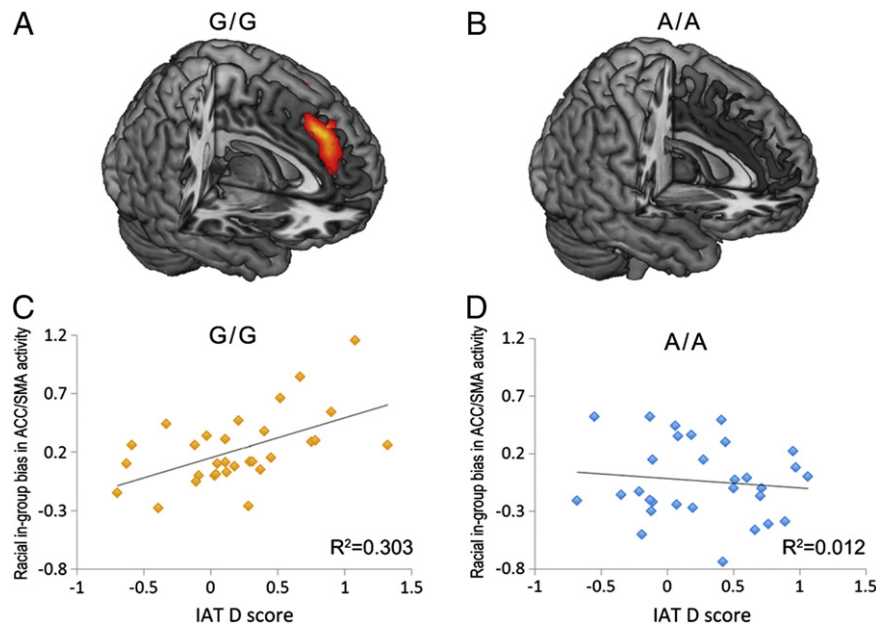 A
G/G
B
A/A
C
G/G
Racial in-group bias in ACC/SMA activity
1.2
0.7
0.2
-0.3
-0.8
R²=0.303
-1
-0.5
0
0.5
1
1.5
IAT D score
D
A/A
Racial in-group bias in ACC/SMA activity
1.2
0.7
0.2
-0.3
-0.8
R²=0.012
-1
-0.5
0
0.5
1
1.5
IAT D score